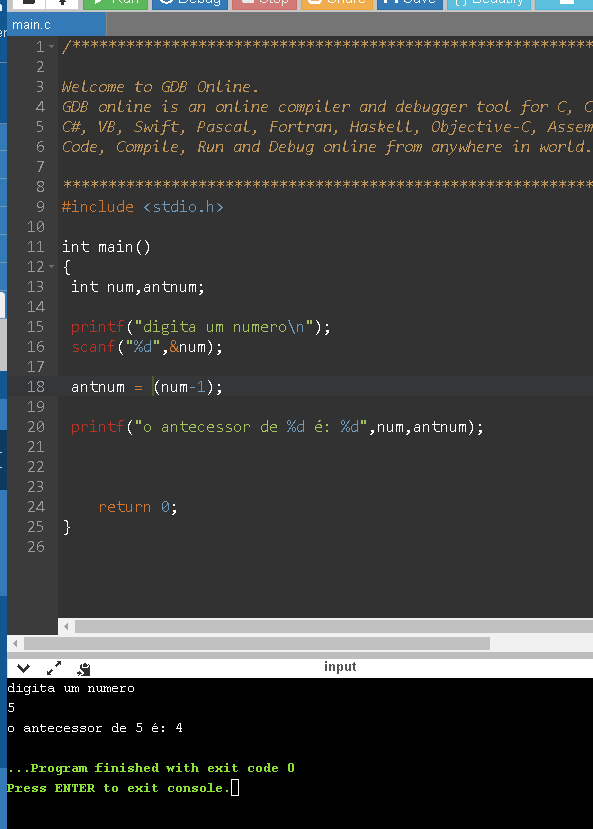 Run Debug Stop Share Save { } Beautify
main.c
1 /***********************************************************
2
3 Welcome to GDB Online.
4 GDB online is an online compiler and debugger tool for C, C
5 C#, VB, Swift, Pascal, Fortran, Haskell, Objective-C, Assem
6 Code, Compile, Run and Debug online from anywhere in world.
7
8 ***********************************************************
9 #include <stdio.h>
10
11 int main()
12 {
13 int num,antnum;
14
15 printf("digita um numero\n");
16 scanf("%d",&num);
17
18 antnum = (num-1);
19
20 printf("o antecessor de %d é: %d",num,antnum);
21
22
23
24 return 0;
25 }
26
input
digita um numero
5
o antecessor de 5 é: 4
...Program finished with exit code 0
Press ENTER to exit console.